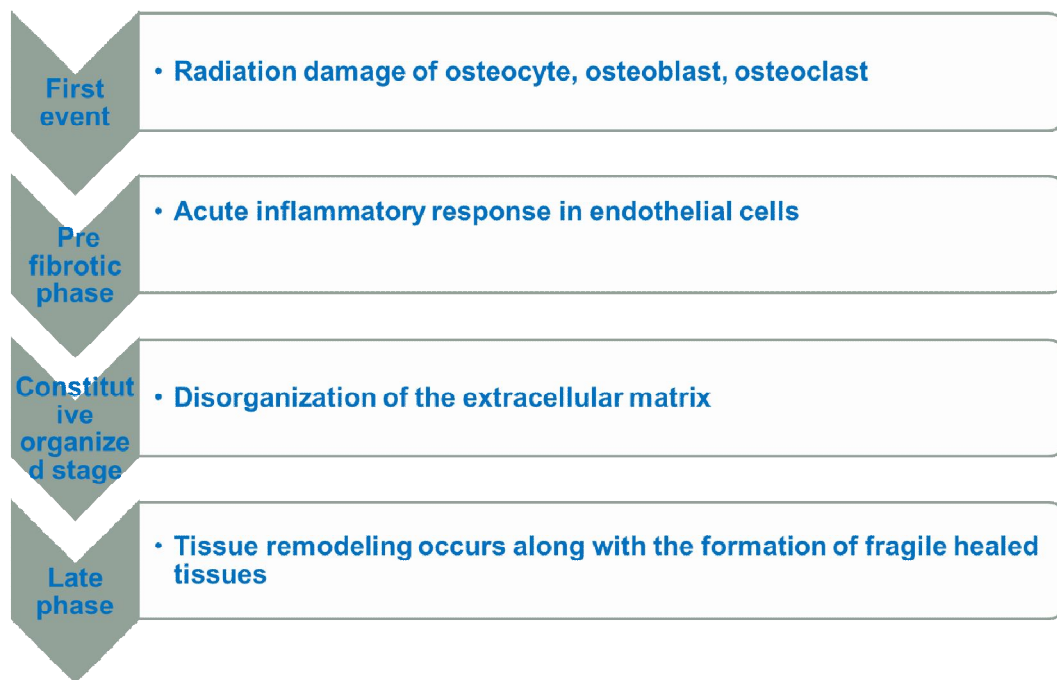 First
event
• Radiation damage of osteocyte, osteoblast, osteoclast
Pre
fibrotic
phase
• Acute inflammatory response in endothelial cells
Constitut
ive
organize
d stage
• Disorganization of the extracellular matrix
Late
phase
• Tissue remodeling occurs along with the formation of fragile healed
tissues